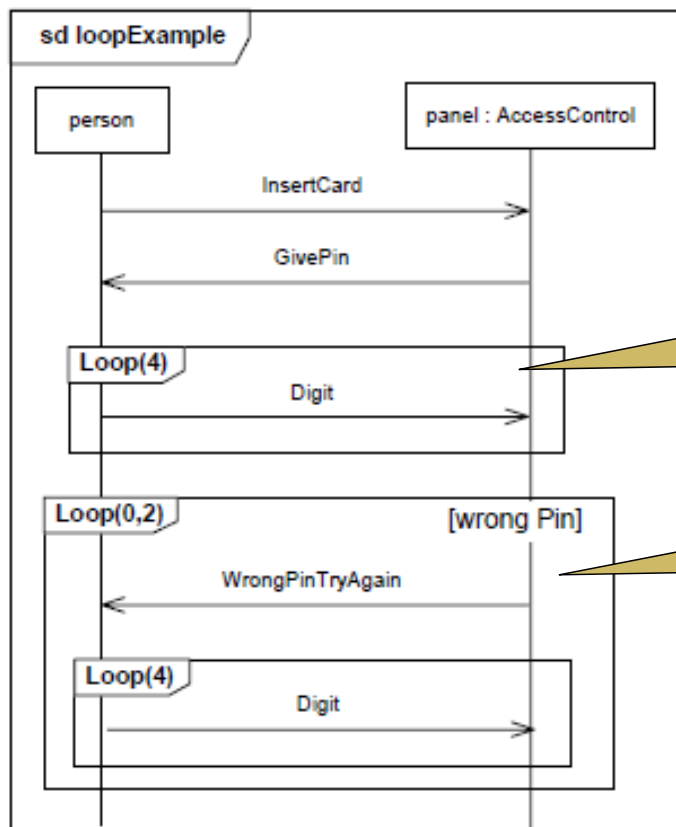 sd loopExample
person
panel : AccessControl
InsertCard
GivePin
Loop(4)
Digit
Loop(0,2)
[wrong Pin]
WrongPinTryAgain
Loop(4)
Digit